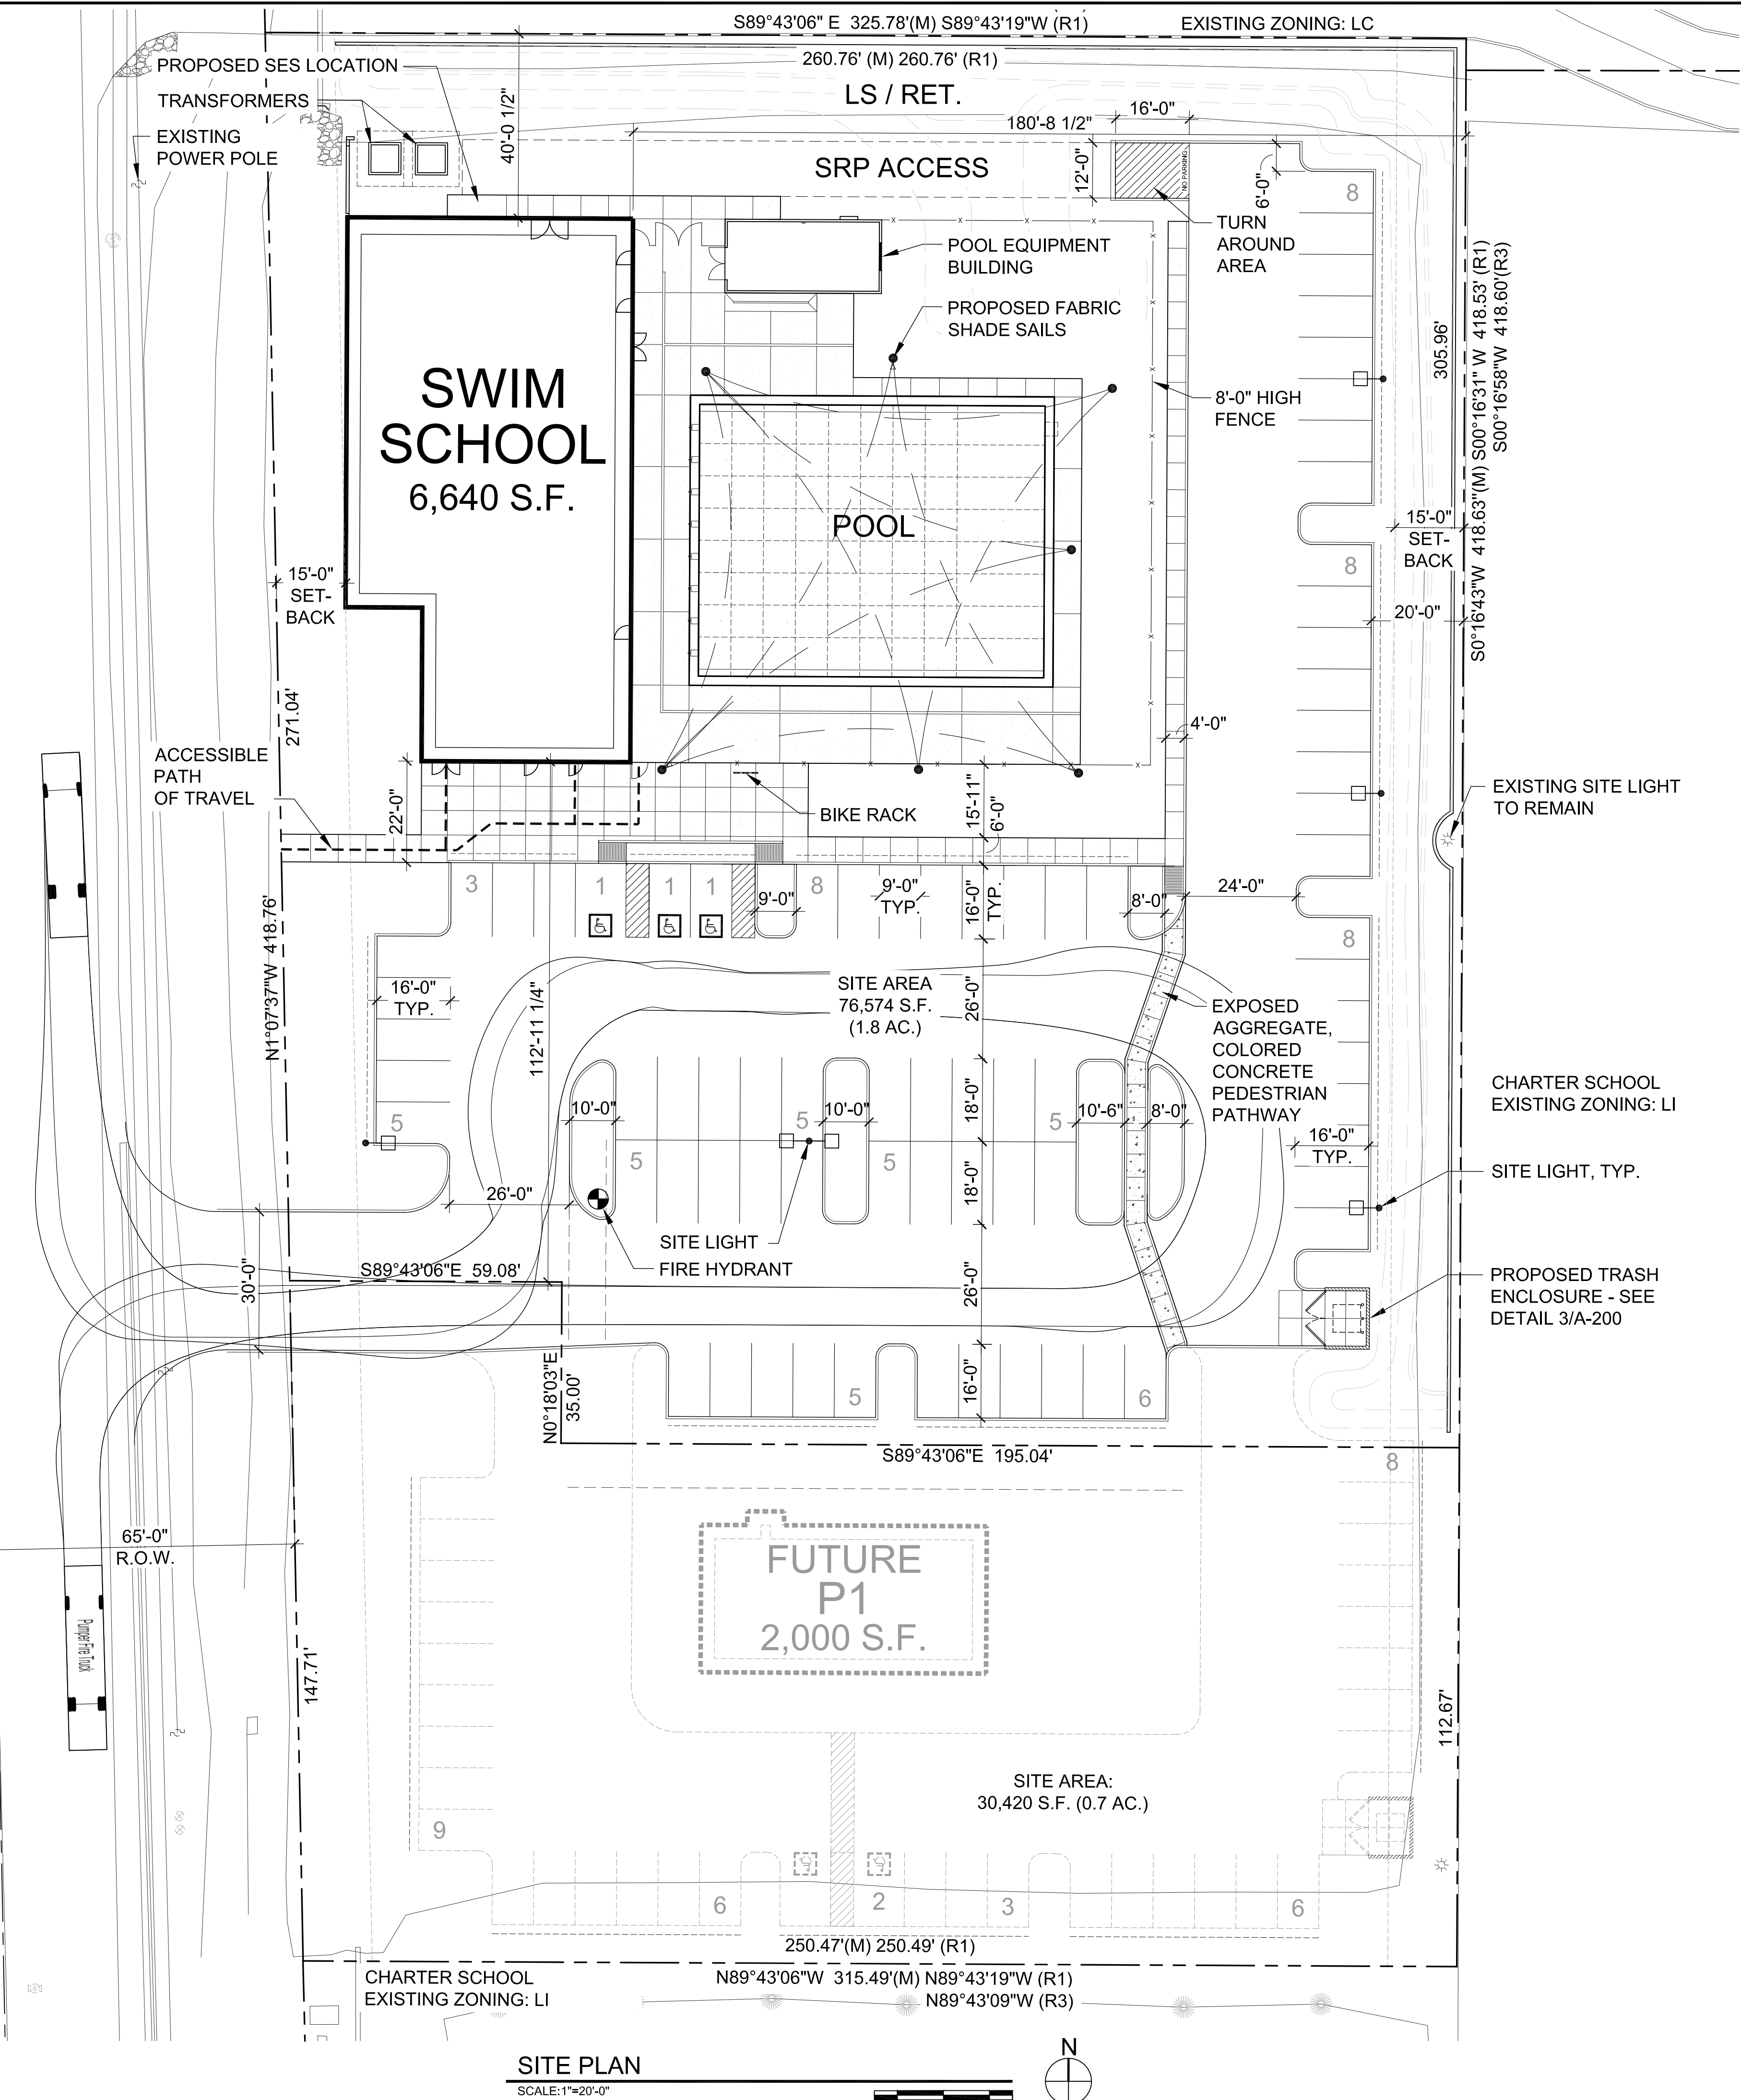 S89°43'06" E 325.78'(M) S89°43'19"W (R1)
EXISTING ZONING: LC
260.76' (M) 260.76' (R1)
LS / RET.
PROPOSED SES LOCATION
TRANSFORMERS
EXISTING
POWER POLE
40'-0 1/2"
180'-8 1/2"
16'-0"
SRP ACCESS
12'-0"
NO PARKING
6'-0"
8
TURN
AROUND
AREA
POOL EQUIPMENT
BUILDING
PROPOSED FABRIC
SHADE SAILS
8'-0" HIGH
FENCE
305.96'
S0°16'43"W 418.63'(M) S00°16'31" W 418.53' (R1)
S00°16'58"W 418.60'(R3)
SWIM
SCHOOL
6,640 S.F.
POOL
15'-0"
SET-
BACK
8
15'-0"
SET-
BACK
20'-0"
271.04'
4'-0"
ACCESSIBLE
PATH
OF TRAVEL
22'-0"
BIKE RACK
15'-11"
6'-0"
EXISTING SITE LIGHT
TO REMAIN
3
1
1
1
9'-0"
8
9'-0"
TYP.
16'-0"
TYP.
8'-0"
24'-0"
8
N1°07'37"W 418.76'
16'-0"
TYP.
112'-11 1/4"
SITE AREA
76,574 S.F.
(1.8 AC.)
26'-0"
EXPOSED
AGGREGATE,
COLORED
CONCRETE
PEDESTRIAN
PATHWAY
CHARTER SCHOOL
EXISTING ZONING: LI
5
10'-0"
5
10'-0"
18'-0"
5
10'-6"
8'-0"
16'-0"
TYP.
5
5
SITE LIGHT, TYP.
26'-0"
18'-0"
SITE LIGHT
FIRE HYDRANT
30'-0"
S89°43'06"E 59.08'
26'-0"
PROPOSED TRASH
ENCLOSURE - SEE
DETAIL 3/A-200
N0°18'03"E
35.00'
16'-0"
5
6
S89°43'06"E 195.04'
8
65'-0"
R.O.W.
FUTURE
P1
2,000 S.F.
Pumper Fire Truck
147.71'
112.67'
SITE AREA:
30,420 S.F. (0.7 AC.)
9
6
2
3
6
250.47'(M) 250.49' (R1)
CHARTER SCHOOL
EXISTING ZONING: LI
N89°43'06"W 315.49'(M) N89°43'19"W (R1)
N89°43'09"W (R3)
SITE PLAN
SCALE:1"=20'-0"
N